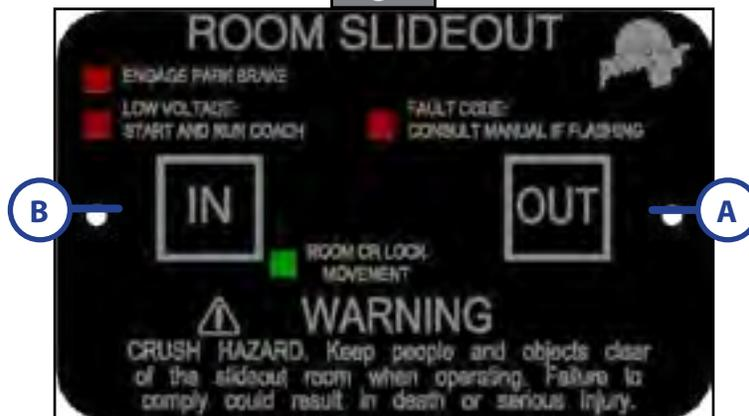 ROOM SLIDEOUT
ENGAGE PARK BRAKE
LOW VOLTAGE:
START AND RUN COACH
FAULT CODE:
CONSULT MANUAL IF FLASHING
B
IN
OUT
A
ROOM OR LOCK
MOVEMENT
WARNING
CRUSH HAZARD. Keep people and objects clear
of the slideout room when operating. Failure to
comply could result in death or serious injury.